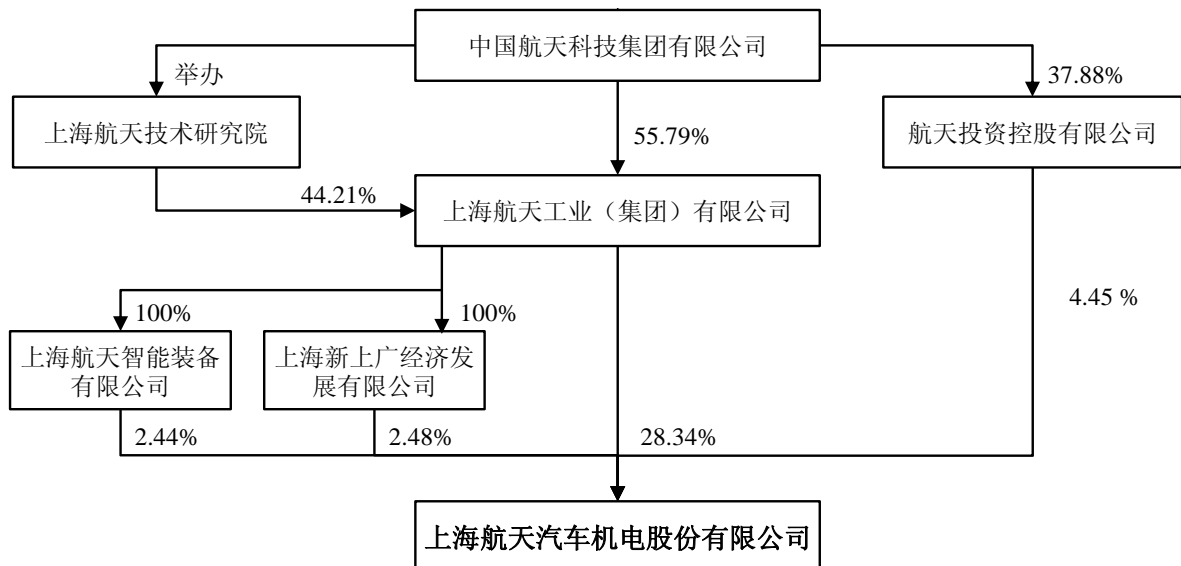 中国航天科技集团有限公司
举办
37.88%
上海航天技术研究院
55.79%
航天投资控股有限公司
44.21%
上海航天工业（集团）有限公司
4.45 %
100%
100%
上海航天智能装备
有限公司
上海新上广经济发
展有限公司
2.44%
2.48%
28.34%
上海航天汽车机电股份有限公司